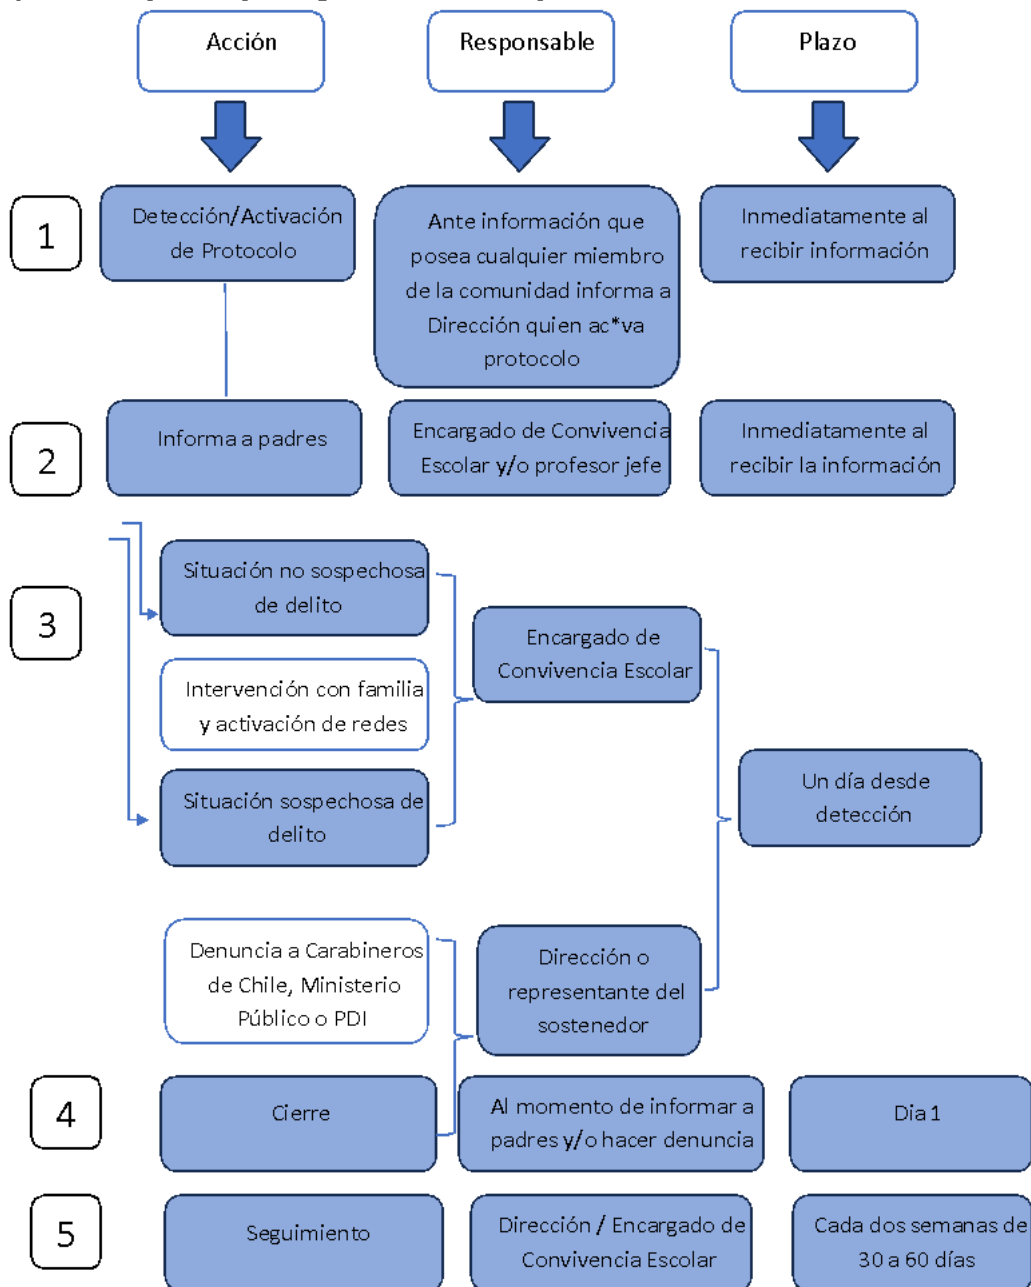 Acción
Responsable
Plazo
1
Detección/Activación
de Protocolo
Ante información que
posea cualquier miembro
de la comunidad informa a
Dirección quien ac*va
protocolo
Inmediatamente al
recibir información
2
Informa a padres
Encargado de Convivencia
Escolar y/o profesor jefe
Inmediatamente al
recibir la información
3
Situación no sospechosa
de delito
Intervención con familia
y activación de redes
Situación sospechosa de
delito
Encargado de
Convivencia Escolar
Un día desde
detección
Denuncia a Carabineros
de Chile, Ministerio
Público o PDI
Dirección o
representante del
sostenedor
4
Cierre
Al momento de informar a
padres y/o hacer denuncia
Dia 1
5
Seguimiento
Dirección / Encargado de
Convivencia Escolar
Cada dos semanas de
30 a 60 días